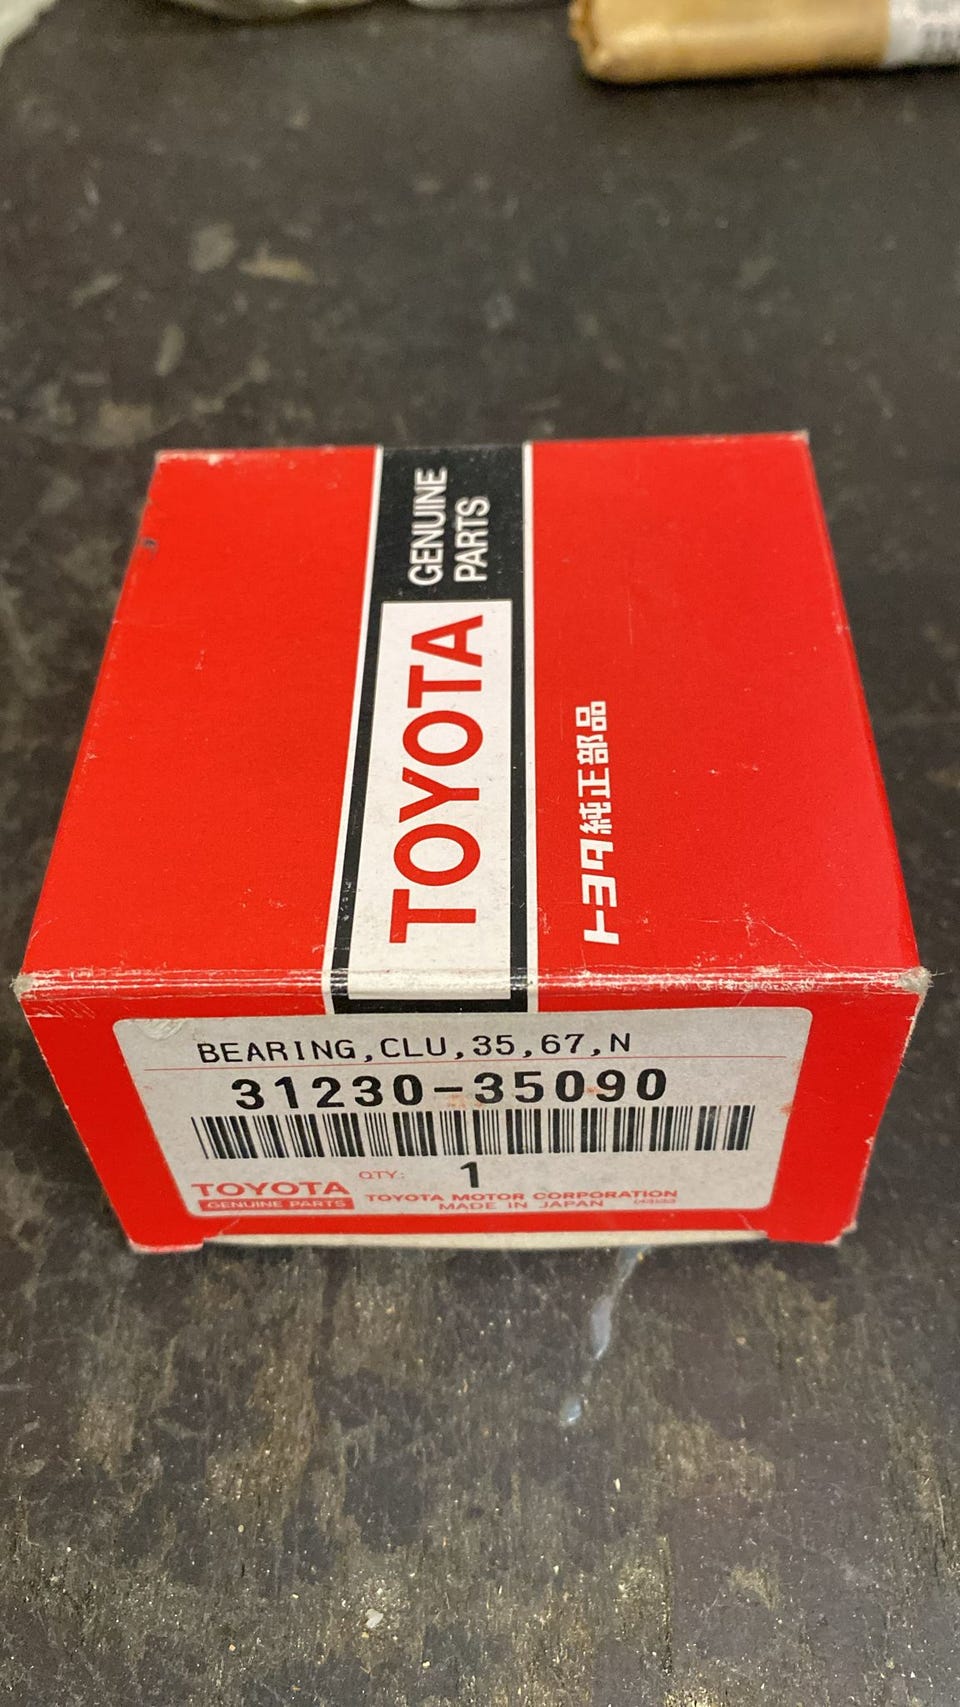 TOYOTA
GENUINE
PARTS
トヨタ純正部品
BEARING,CLU,35,67,N
31230-35090
QTY: 1
TOYOTA
GENUINE PARTS
TOYOTA MOTOR CORPORATION
MADE IN JAPAN